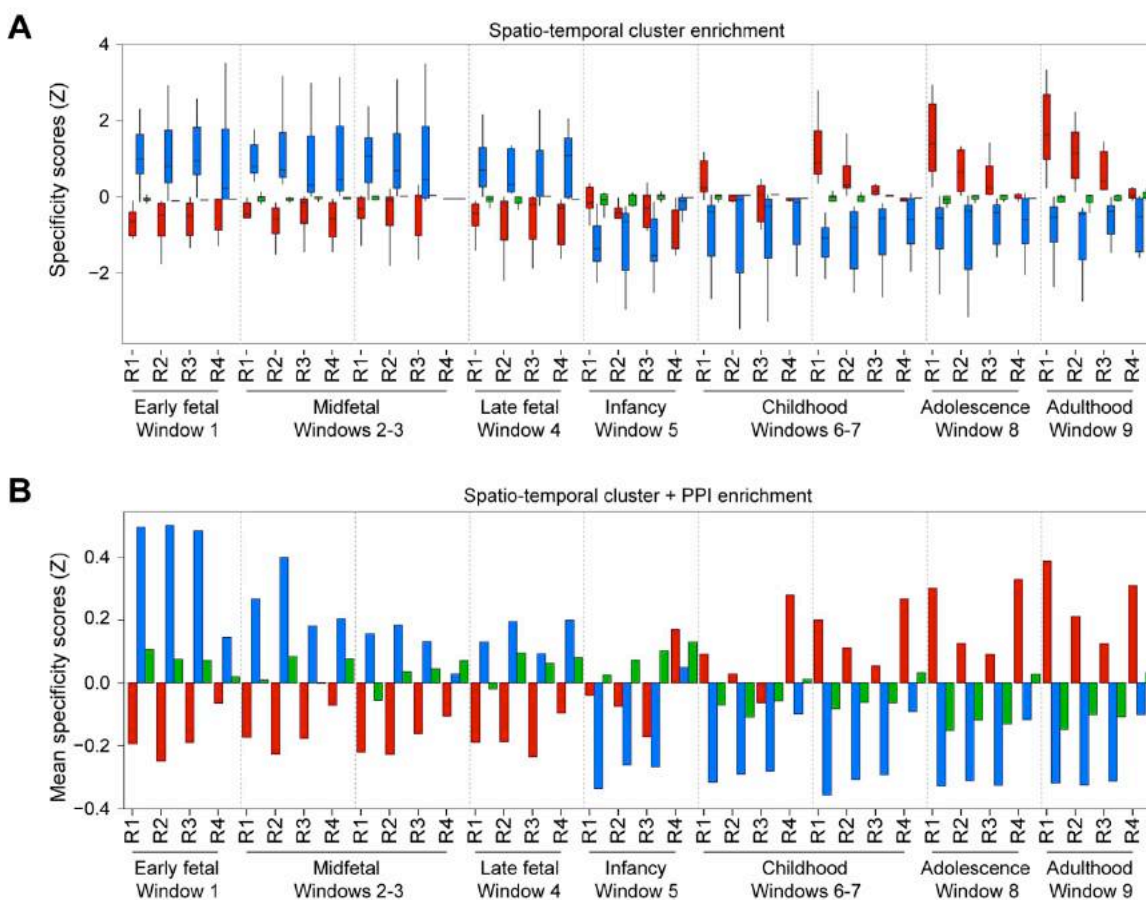 A
Spatio-temporal cluster enrichment
Specificity scores (Z)
4
2
0
−2
R1 R2 R3 R4 R1 R2 R3 R4 R1 R2 R3 R4 R1 R2 R3 R4 R1 R2 R3 R4 R1 R2 R3 R4 R1 R2 R3 R4 R1 R2 R3 R4 R1 R2 R3 R4
Early fetal Midfetal Late fetal Infancy Childhood Adolescence Adulthood
Window 1 Windows 2-3 Window 4 Window 5 Windows 6-7 Window 8 Window 9
B
Spatio-temporal cluster + PPI enrichment
Mean specificity scores (Z)
0.4
0.2
0.0
−0.2
−0.4
R1 R2 R3 R4 R1 R2 R3 R4 R1 R2 R3 R4 R1 R2 R3 R4 R1 R2 R3 R4 R1 R2 R3 R4 R1 R2 R3 R4 R1 R2 R3 R4 R1 R2 R3 R4
Early fetal Midfetal Late fetal Infancy Childhood Adolescence Adulthood
Window 1 Windows 2-3 Window 4 Window 5 Windows 6-7 Window 8 Window 9